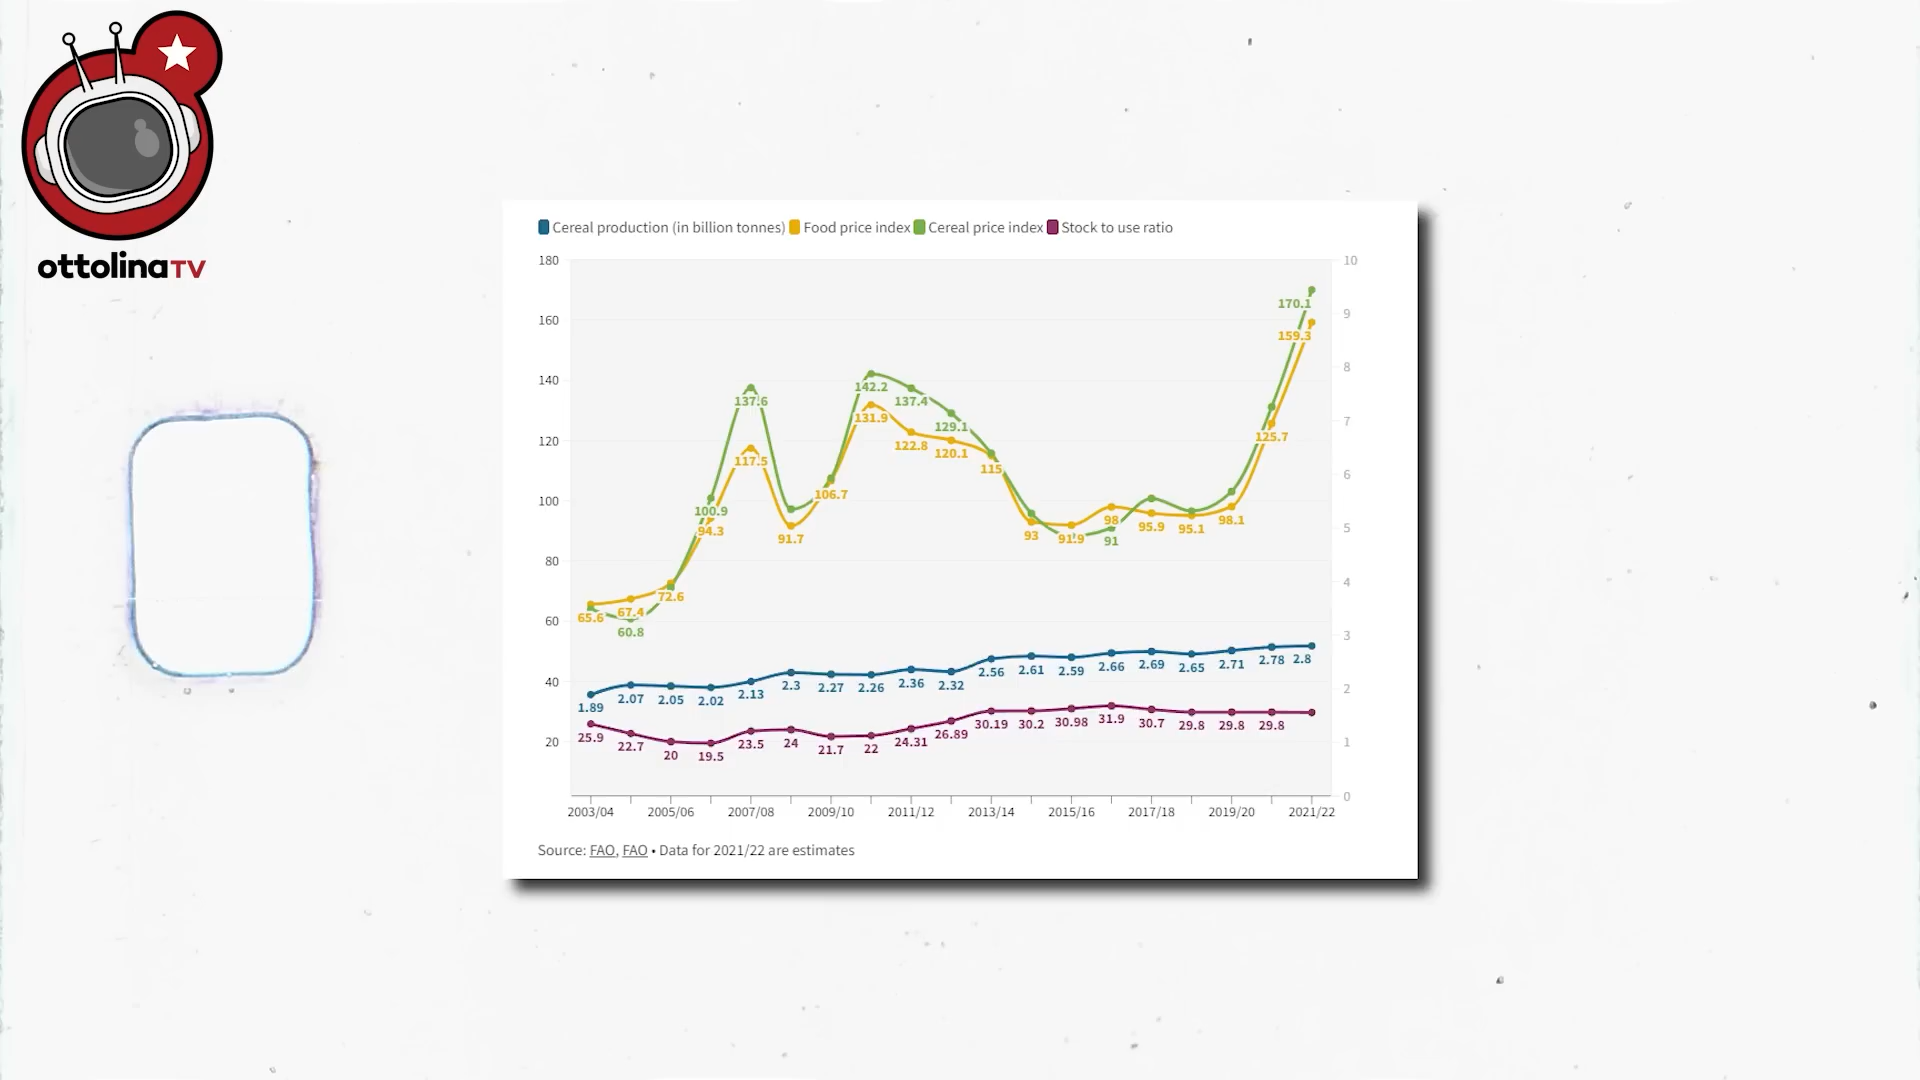 ottolinaTV
Cereal production (in billion tonnes) Food price index Cereal price index Stock to use ratio
180 10
170.1
160 9
159.3
140 8
137.6 142.2 137.4
131.9 129.1
120 7
117.5 122.8 120.1 115 125.7
6
100 100.9 106.7
94.3 91.7 93 91.9 98 91 95.9 95.1 98.1 5
80 4
65.6 67.4 72.6
60.8
60 3
40 2
1.89 2.07 2.05 2.02 2.13 2.3 2.27 2.26 2.36 2.32 2.56 2.61 2.59 2.66 2.69 2.65 2.71 2.78 2.8
20 1
25.9 22.7 20 19.5 23.5 24 21.7 22 24.31 26.89 30.19 30.2 30.98 31.9 30.7 29.8 29.8 29.8
0
2003/04 2005/06 2007/08 2009/10 2011/12 2013/14 2015/16 2017/18 2019/20 2021/22
Source: FAO, FAO • Data for 2021/22 are estimates